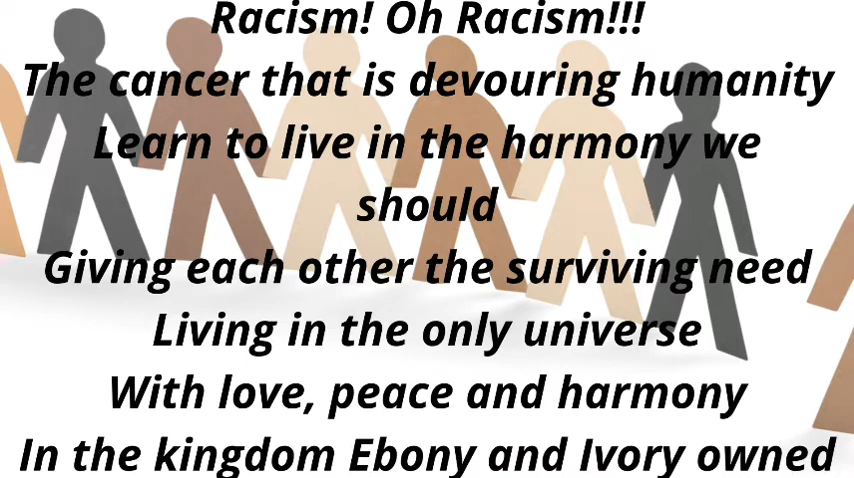 Racism! Oh Racism!!!
The cancer that is devouring humanity
Learn to live in the harmony we
should
Giving each other the surviving need
Living in the only universe
With love, peace and harmony
In the kingdom Ebony and Ivory owned